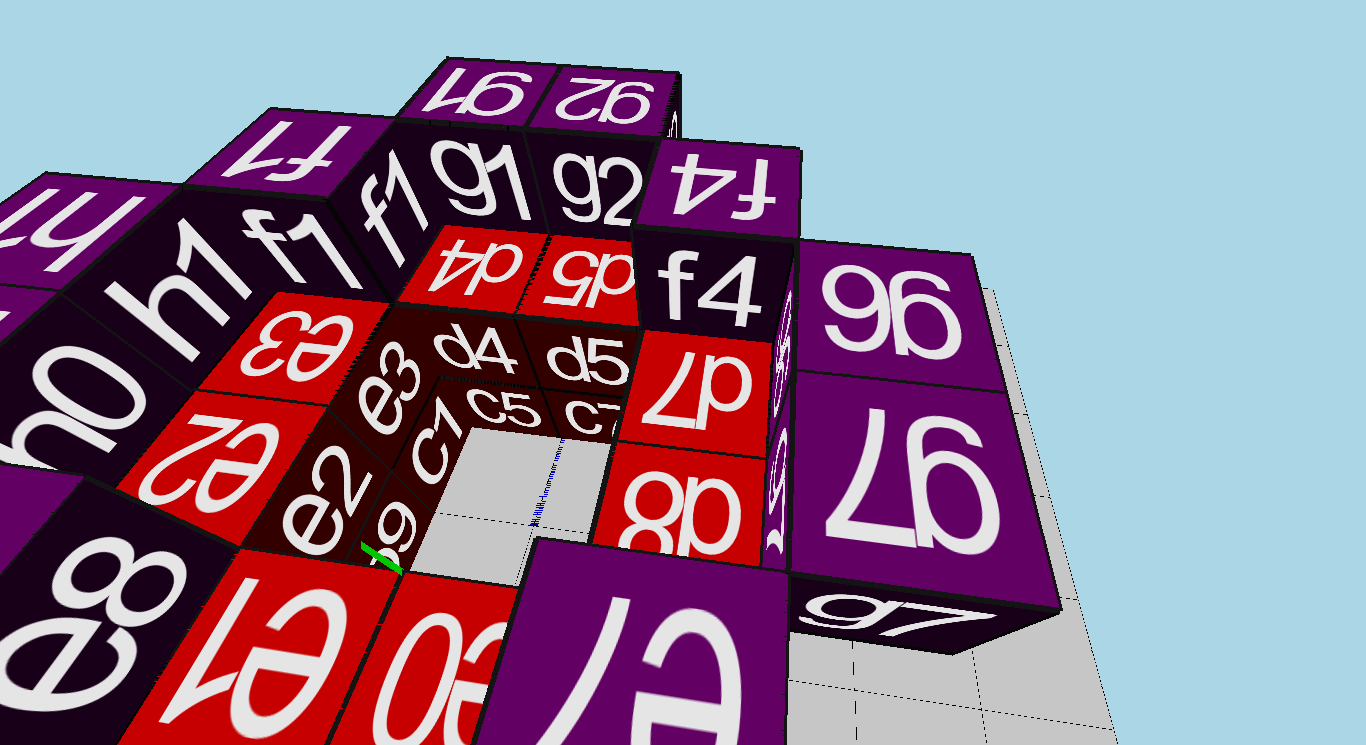 g1 g2
f1 f4
h1 f1 f1 g1 g2
h1 d4 d5 f4 g6
h0 e3 e3 d4 d5 d7
e2 e2 c1 c5 g7
d8
e8 e1 e0 e7 g7